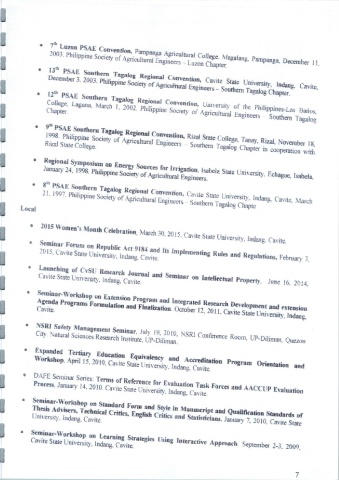 • 7th Luzon PSAE Convention, Pampanga Agricultural College, Magalang, Pampanga, December 11,
2003. Philippine Society of Agricultural Engineers – Luzon Chapter.
• 13th PSAE Southern Tagalog Regional Convention, Cavite State University, Indang, Cavite,
December 3, 2003. Philippine Society of Agricultural Engineers – Southern Tagalog Chapter.
• 12th PSAE Southern Tagalog Regional Convention, University of the Philippines-Los Baños,
College, Laguna, March 1, 2002. Philippine Society of Agricultural Engineers – Southern Tagalog
Chapter.
• 9th PSAE Southern Tagalog Regional Convention, Rizal State College, Tanay, Rizal, November 18,
1998. Philippine Society of Agricultural Engineers – Southern Tagalog Chapter in cooperation with
Rizal State College.
• Regional Symposium on Energy Sources for Irrigation, Isabela State University, Echague, Isabela,
January 24, 1998. Philippine Society of Agricultural Engineers.
• 8th PSAE Southern Tagalog Regional Convention, Cavite State University, Indang, Cavite, March
21, 1997. Philippine Society of Agricultural Engineers – Southern Tagalog Chapte
Local
• 2015 Women's Month Celebration, March 30, 2015, Cavite State University, Indang, Cavite.
• Seminar Forum on Republic Act 9184 and Its Implementing Rules and Regulations, February 3,
2015, Cavite State University, Indang, Cavite.
• Launching of CvSU Research Journal and Seminar on Intellectual Property, June 16, 2014,
Cavite State University, Indang, Cavite.
• Seminar-Workshop on Extension Program and Integrated Research Development and extension
Agenda Programs Formulation and Finalization. October 12, 2011, Cavite State University, Indang,
Cavite.
• NSRI Safety Management Seminar, July 19, 2010, NSRI Conference Room, UP-Diliman, Quezon
City. Natural Sciences Research Institute, UP-Diliman.
• Expanded Tertiary Education Equivalency and Accreditation Program Orientation and
Workshop, April 15, 2010, Cavite State University, Indang, Cavite.
• DAFE Seminar Series: Terms of Reference for Evaluation Task Forces and AACCUP Evaluation
Process, January 14, 2010. Cavite State University, Indang, Cavite.
• Seminar-Workshop on Standard Form and Style in Manuscript and Qualification Standards of
Thesis Advisers, Technical Critics, English Critics and Statisticians, January 7, 2010, Cavite State
University, Indang, Cavite.
• Seminar-Workshop on Learning Strategies Using Interactive Approach. September 2-3, 2009,
Cavite State University, Indang, Cavite.
7